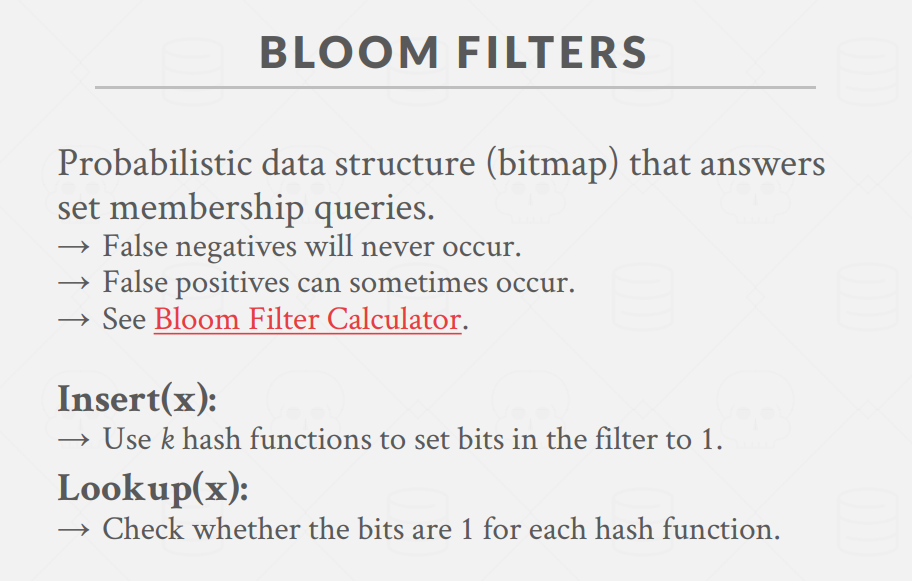 BLOOM FILTERS
Probabilistic data structure (bitmap) that answers
set membership queries.
→ False negatives will never occur.
→ False positives can sometimes occur.
→ See Bloom Filter Calculator.
Insert(x):
→ Use k hash functions to set bits in the filter to 1.
Lookup(x):
→ Check whether the bits are 1 for each hash function.